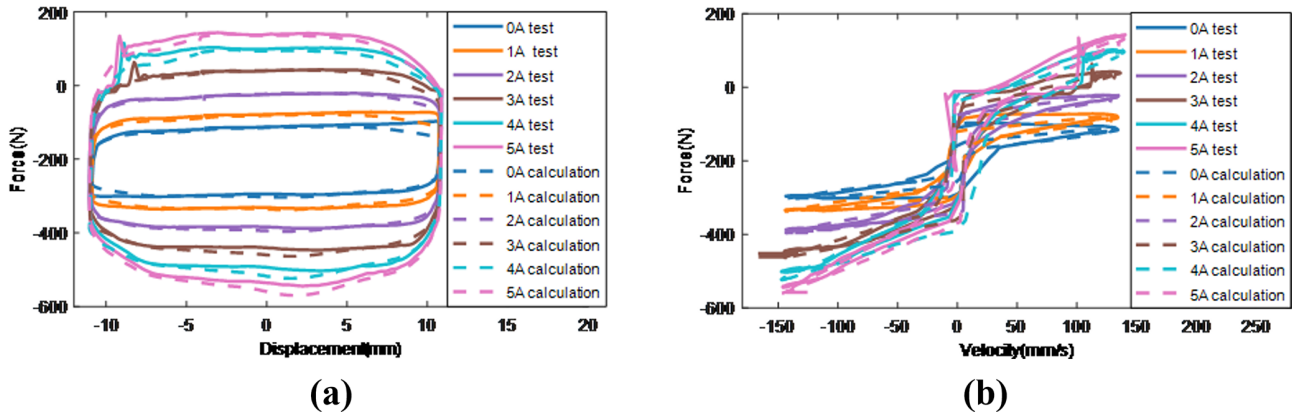 200
0
-200
-400
-600
Force(N)
-10
-5
0
5
10
15
20
Displacement(mm)
0A test
1A test
2A test
3A test
4A test
5A test
0A calculation
1A calculation
2A calculation
3A calculation
4A calculation
5A calculation
(a)
200
0
-200
-400
-600
Force(N)
-150
-100
-50
0
50
100
150
200
250
Velocity(mm/s)
0A test
1A test
2A test
3A test
4A test
5A test
0A calculation
1A calculation
2A calculation
3A calculation
4A calculation
5A calculation
(b)